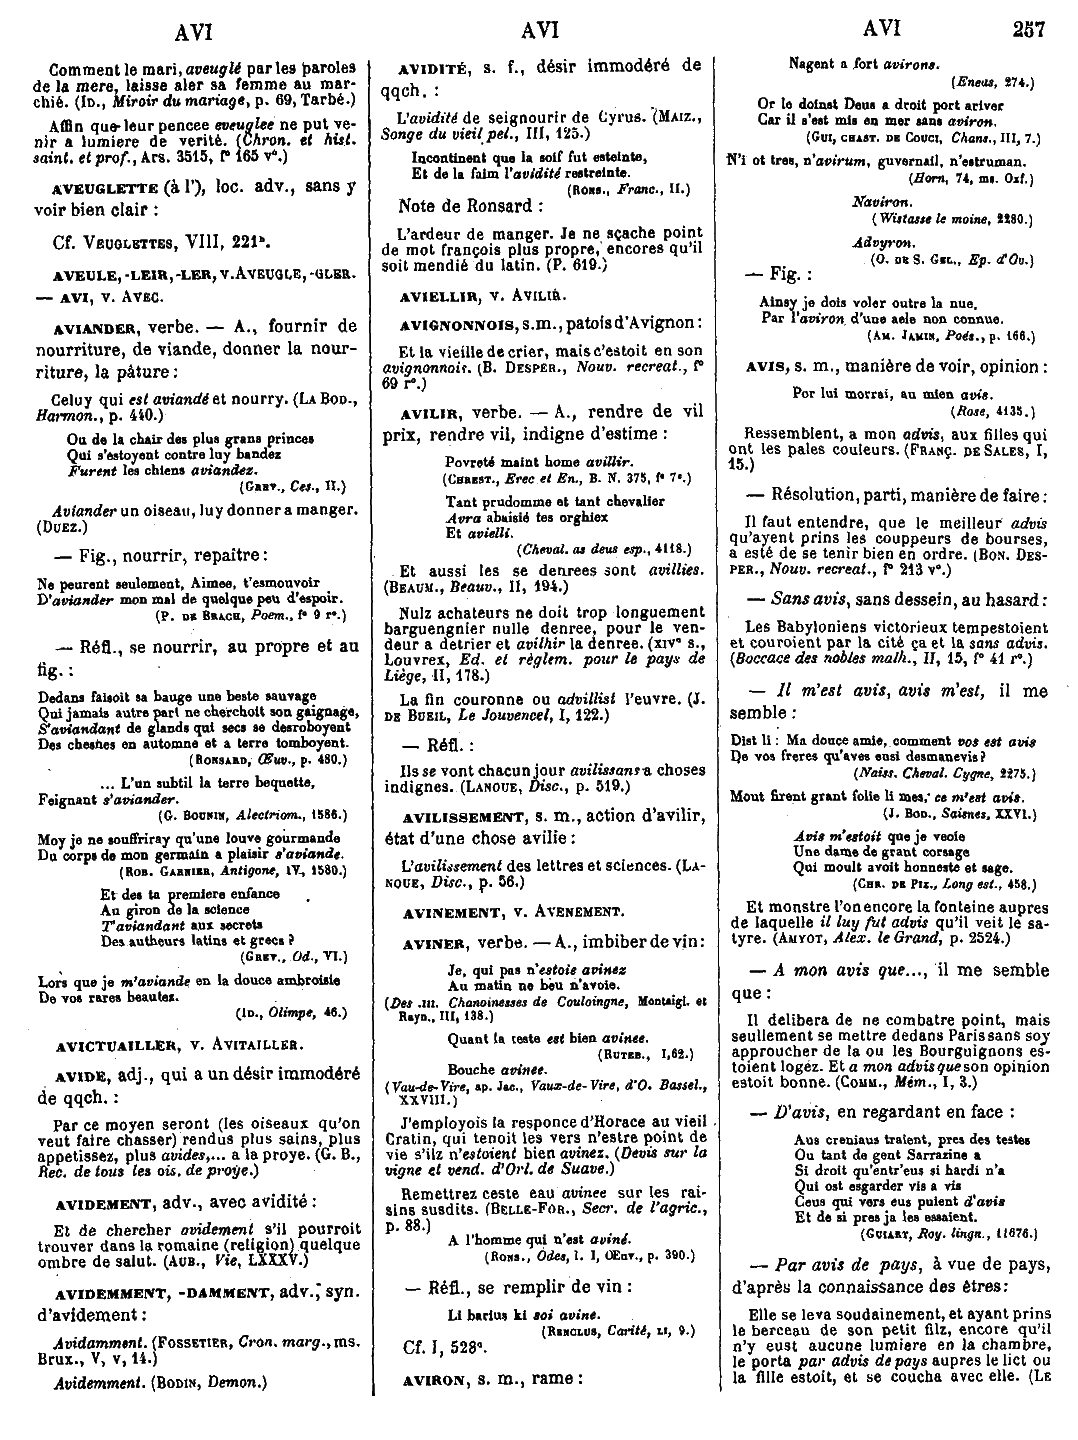 AVI
AVI
AVI 257
Comment le mari, aveuglé par les paroles
de la mere, laisse aler sa femme au mar-
chié. (ID., Miroir du mariage, p. 69, Tarbé.)
Affin que leur pencee eveuglee ne put ve-
nir a lumiere de verité. (Chron. et hist.
saint. et prof., Ars. 3515, f° 165 v°.)
AVEUGLETTE (à l'), loc. adv., sans y
voir bien clair :
Cf. VEUGLETTES, VIII, 221b.
AVEULE, -LEIR, -LER, v. AVEUGLE, -GLER.
— AVI, v. AVEC.
AVIANDER, verbe. — A., fournir de
nourriture, de viande, donner la nour-
riture, la pâture :
Celuy qui est aviandé et nourry. (LA BOD.,
Harmon., p. 440.)
Ou de la chair des plus grans princes
Qui s'estoyent contre luy bandez
Furent les chiens aviandez.
(GREV., Ces., II.)
Aviander un oiseau, luy donner a manger.
(DUEZ.)
— Fig., nourrir, repaître :
Ne peurent seulement, Aimee, t'esmouvoir
D'aviander mon mal de quelque peu d'espoir.
(P. DE BRACH, Poem., f° 9 r°.)
— Réfl., se nourrir, au propre et au
fig. :
Dedans faisoit sa bauge une beste sauvage
Qui jamais autre part ne cherchoit son gaignage,
S'aviandant de glands qui secs se desroboyent
Des chesnes en automne et a terre tomboyent.
(RONSARD, Œuv., p. 480.)
... L'un subtil la terre bequette,
Feignant s'aviander.
(G. BOUNIN, Alectriom., 1586.)
Moy je ne souffriray qu'une louve gourmande
Du corps de mon germain a plaisir s'aviande.
(ROB. GARNIER, Antigone, IV, 1580.)
Et des ta premiere enfance
Au giron de la science
T'aviandant aux secrets
Des autheurs latins et grecs ?
(GREV., Od., VI.)
Lors que je m'aviande en la douce ambroisie
De vos rares beautez.
(ID., Olimpe, 46.)
AVICTUAILLER, v. AVITAILLER.
AVIDE, adj., qui a un désir immodéré
de qqch. :
Par ce moyen seront (les oiseaux qu'on
veut faire chasser) rendus plus sains, plus
appetissez, plus avides,... a la proye. (G. B.,
Rec. de tous les ois. de proye.)
AVIDEMENT, adv., avec avidité :
Et de chercher avidement s'il pourroit
trouver dans la romaine (religion) quelque
ombre de salut. (AUB., Vie, LXXXV.)
AVIDEMMENT, -DAMMENT, adv., syn.
d'avidement :
Avidamment. (FOSSETIER, Cron. marg., ms.
Brux., V, v, 14.)
Avidemment. (BODIN, Demon.)
AVIDITÉ, s. f., désir immodéré de
qqch. :
L'avidité de seignourir de Cyrus. (MAIZ.,
Songe du vieil pel., III, 125.)
Incontinent que la soif fut esteinte,
Et de la faim l'avidité restreinte.
(RONS., Franc., II.)
Note de Ronsard :
L'ardeur de manger. Je ne sçache point
de mot françois plus propre, encores qu'il
soit mendié du latin. (P. 619.)
AVIELLIR, v. AVILIR.
AVIGNONNOIS, s. m., patois d'Avignon :
Et la vieille de crier, mais c'estoit en son
avignonnois. (B. DESPER., Nouv. recreat., f°
69 r°.)
AVILIR, verbe. — A., rendre de vil
prix, rendre vil, indigne d'estime :
Povreté maint home avillir.
(CHREST., Erec et En., B. N. 375, f° 7c.)
Tant prudomme et tant chevalier
Avra abaisié tes orghiex
Et avielli.
(Cheval. as deus esp., 4118.)
Et aussi les se denrees sont avillies.
(BEAUM., Beauv., II, 194.)
Nulz achateurs ne doit trop longuement
barguengnier nulle denree, pour le ven-
deur a detrier et avilhir la denree. (XIVe s.,
Louvrex, Ed. et règlem. pour le pays de
Liège, II, 178.)
La fin couronne ou advillist l'euvre. (J.
DE BUEIL, Le Jouvencel, I, 122.)
— Réfl. :
Ils se vont chacun jour avilissans a choses
indignes. (LANOUE, Disc., p. 519.)
AVILISSEMENT, s. m., action d'avilir,
état d'une chose avilie :
L'avilissement des lettres et sciences. (LA-
NOUE, Disc., p. 56.)
AVINEMENT, v. AVENEMENT.
AVINER, verbe. — A., imbiber de vin :
Je, qui pas n'estoie avinez
Au matin ne beu n'avoie.
(Des .III. Chanoinesses de Couloingne, Montaigl. et
Rayn., III, 138.)
Quant la teste est bien avinee.
(RUTEB., I, 62.)
Bouche avinee.
(Vau-de-Vire, ap. Jac., Vaux-de-Vire, d'O. Bassel.,
XXVIII.)
J'employois la responce d'Horace au vieil
Cratin, qui tenoit les vers n'estre point de
vie s'ilz n'estoient bien avinez. (Devis sur la
vigne et vend. d'Orl. de Suave.)
Remettrez ceste eau avinee sur les rai-
sins susdits. (BELLE-FOR., Secr. de l'agric.,
p. 88.)
A l'homme qui n'est aviné.
(RONS., Odes, l. I, Œuv., p. 390.)
— Réfl., se remplir de vin :
Li barius ki soi avine.
(RENCLUS, Carité, LI, 9.)
Cf. I, 528a.
AVIRON, s. m., rame :
Nagent a fort avirons.
(Eneas, 274.)
Or le doinst Deus a droit port ariver
Car il s'est mis en mer sans aviron.
(GUI, CHAST. DE COUCI, Chans., III, 7.)
N'i ot tres, n'avirum, guvernail, n'estruman.
(Horn, 74, ms. Oxf.)
Naviron.
(Wistasse le moine, 2280.)
Advyron.
(O. DE S. GEL., Ep. d'Ov.)
— Fig. :
Ainsy je dois voler outre la nue,
Par l'aviron d'une aele non connue.
(AM. JAMIN, Poés., p. 166.)
AVIS, s. m., manière de voir, opinion :
Por lui morrai, au mien avis.
(Rose, 4135.)
Ressemblent, a mon advis, aux filles qui
ont les pales couleurs. (FRANÇ. DE SALES, I,
15.)
— Résolution, parti, manière de faire :
Il faut entendre, que le meilleur advis
qu'ayent prins les couppeurs de bourses,
a esté de se tenir bien en ordre. (BON. DES-
PER., Nouv. recreat., f° 213 v°.)
— Sans avis, sans dessein, au hasard :
Les Babyloniens victorieux tempestoient
et couroient par la cité ça et la sans advis.
(Boccace des nobles malh., II, 15, f° 41 r°.)
— Il m'est avis, avis m'est, il me
semble :
Dist li : Ma douce amie, comment vos est avis
De vos freres qu'aves ensi desmanevis ?
(Naiss. Cheval. Cygne, 2275.)
Mout firent grant folie li mes, ce m'est avis.
(J. BOD., Saisnes, XXVI.)
Avis m'estoit que je veoie
Une dame de grant corsage
Qui moult avoit honneste et sage.
(CHR. DE PIZ., Long est., 458.)
Et monstre l'on encore la fonteine aupres
de laquelle il luy fut advis qu'il veit le sa-
tyre. (AMYOT, Alex. le Grand, p. 2524.)
— A mon avis que..., il me semble
que :
Il delibera de ne combatre point, mais
seullement se mettre dedans Paris sans soy
approucher de la ou les Bourguignons es-
toient logez. Et a mon advis que son opinion
estoit bonne. (COMM., Mém., I, 3.)
— D'avis, en regardant en face :
Aus creniaus traient, pres des testes
Ou tant de gent Sarrazine a
Si droit qu'entr'eus si hardi n'a
Qui ost esgarder vis a vis
Ceus qui vers eus puient d'avis
Et de si pres ja les essaient.
(GUIART, Roy. lingn., 11676.)
— Par avis de pays, à vue de pays,
d'après la connaissance des êtres :
Elle se leva soudainement, et ayant prins
le berceau de son petit filz, encore qu'il
n'y eust aucune lumiere en la chambre,
le porta par advis de pays aupres le lict ou
la fille estoit, et se coucha avec elle. (LE